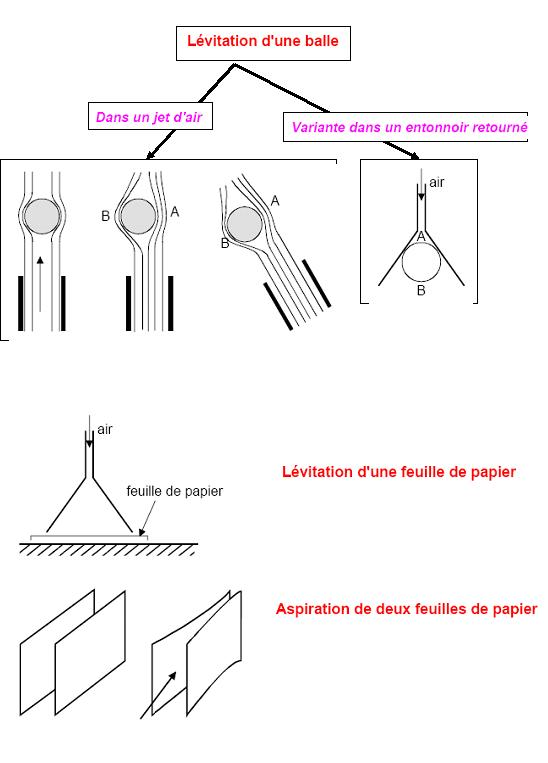 Lévitation d'une balle
Dans un jet d'air
Variante dans un entonnoir retourné
B
A
A
B
air
A
B
air
feuille de papier
Lévitation d'une feuille de papier
Aspiration de deux feuilles de papier